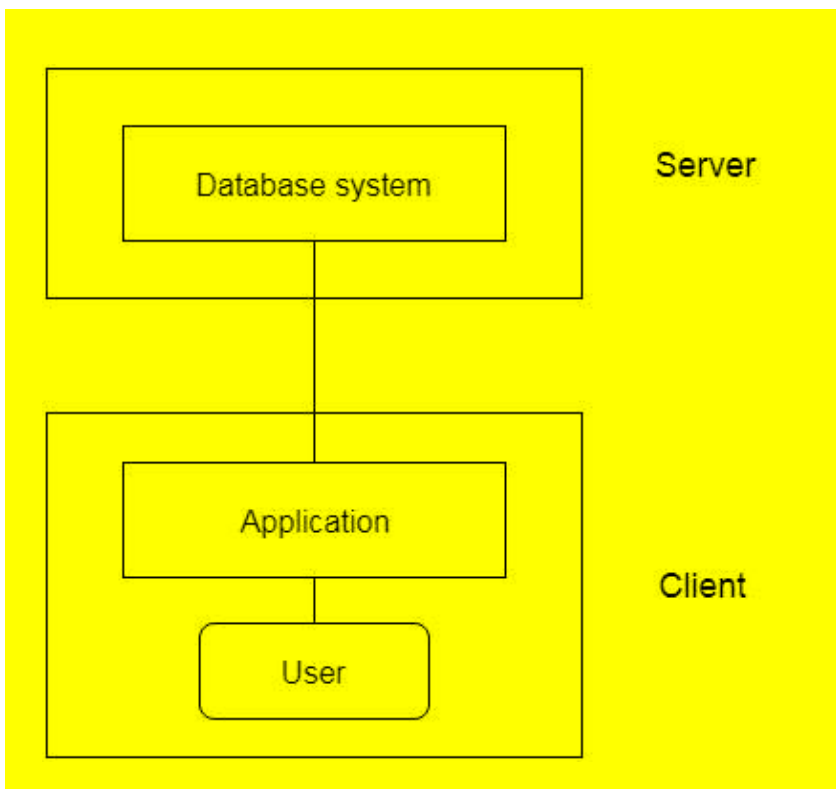 Database system
Server
Application
Client
User